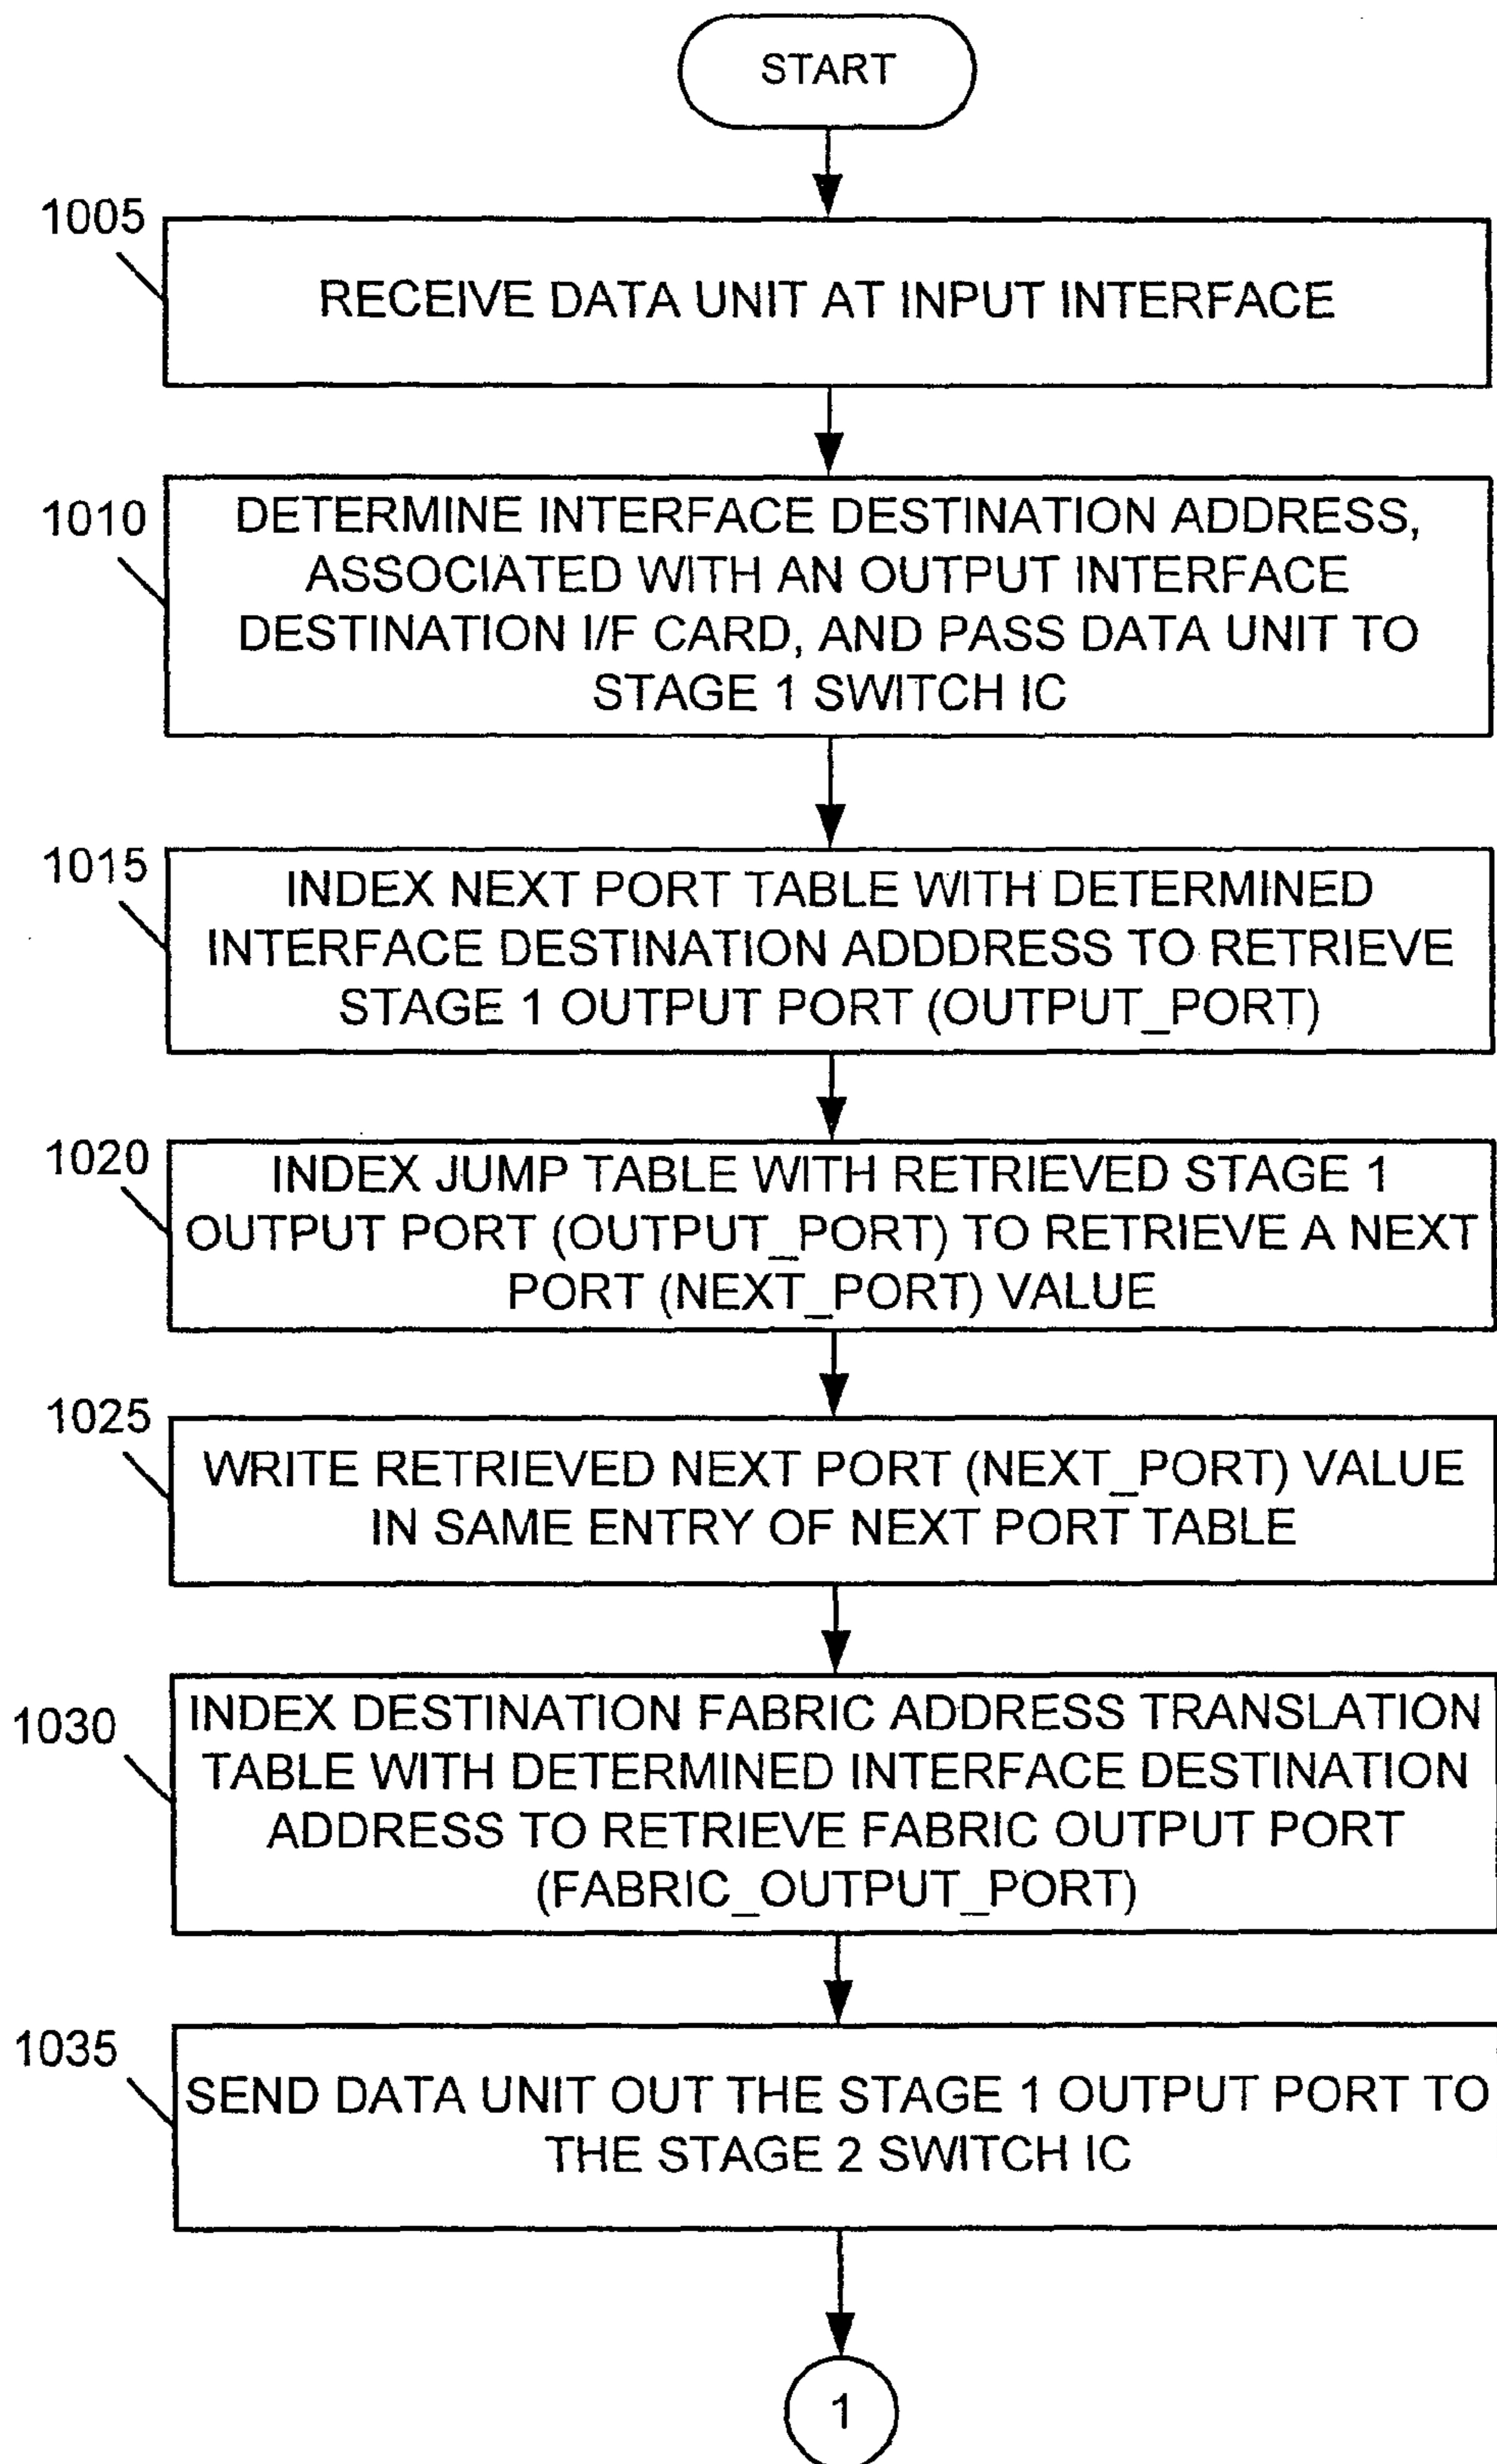 START
1005
RECEIVE DATA UNIT AT INPUT INTERFACE
1010
DETERMINE INTERFACE DESTINATION ADDRESS,
ASSOCIATED WITH AN OUTPUT INTERFACE
DESTINATION I/F CARD, AND PASS DATA UNIT TO
STAGE 1 SWITCH IC
1015
INDEX NEXT PORT TABLE WITH DETERMINED
INTERFACE DESTINATION ADDDRESS TO RETRIEVE
STAGE 1 OUTPUT PORT (OUTPUT_PORT)
1020
INDEX JUMP TABLE WITH RETRIEVED STAGE 1
OUTPUT PORT (OUTPUT_PORT) TO RETRIEVE A NEXT
PORT (NEXT_PORT) VALUE
1025
WRITE RETRIEVED NEXT PORT (NEXT_PORT) VALUE
IN SAME ENTRY OF NEXT PORT TABLE
1030
INDEX DESTINATION FABRIC ADDRESS TRANSLATION
TABLE WITH DETERMINED INTERFACE DESTINATION
ADDRESS TO RETRIEVE FABRIC OUTPUT PORT
(FABRIC_OUTPUT_PORT)
1035
SEND DATA UNIT OUT THE STAGE 1 OUTPUT PORT TO
THE STAGE 2 SWITCH IC
1